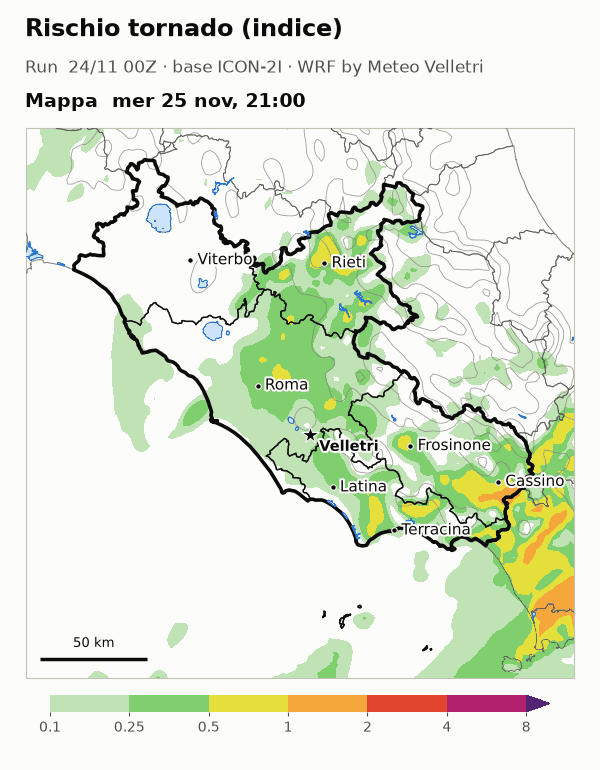 Rischio tornado (indice)
Run  24/11 00Z · base ICON-2I · WRF by Meteo Velletri
Mappa  mer 25 nov, 21:00
Viterbo
Rieti
Roma
Velletri
Frosinone
Latina
Cassino
Terracina
50 km
0.1 0.25 0.5 1 2 4 8